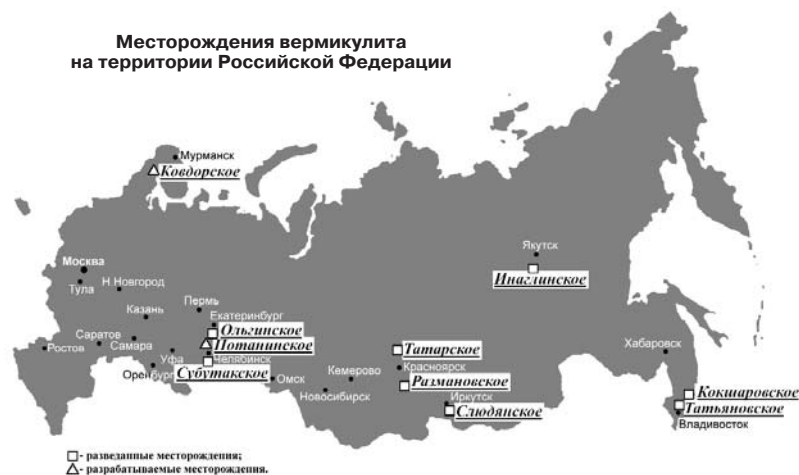 Месторождения вермикулита
на территории Российской Федерации
Мурманск
Ковдорское
Москва
Тула
Н Новгород
Казань
Пермь
Екатеринбург
Ольгинское
Потанинское
Челябинск
Субутакское
Саратов
Самара
Ростов
Уфа
Оренбург
Омск
Новосибирск
Кемерово
Татарское
Красноярск
Размановское
Иркутск
Слюдянское
Якутск
Инаглинское
Хабаровск
Кокшаровское
Татьяновское
Владивосток
- разведанные месторождения;
- разрабатываемые месторождения.